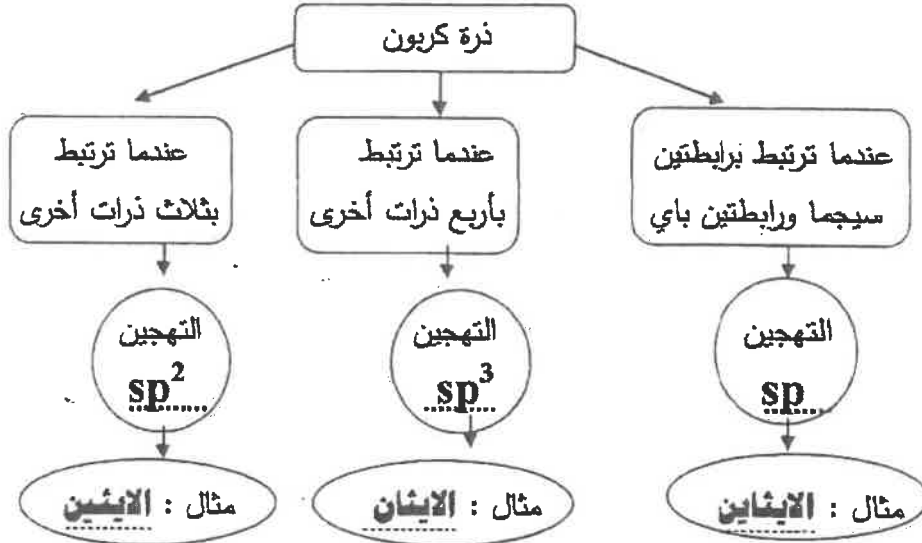 ذرة كربون
عندما ترتبط برابطتين
سيجما ورابطتين باي
عندما ترتبط
بأربع ذرات أخرى
عندما ترتبط
بثلاث ذرات أخرى
التهجين
sp
التهجين
sp³
التهجين
sp²
مثال : الايثاين
مثال : الايثان
مثال : الايثين